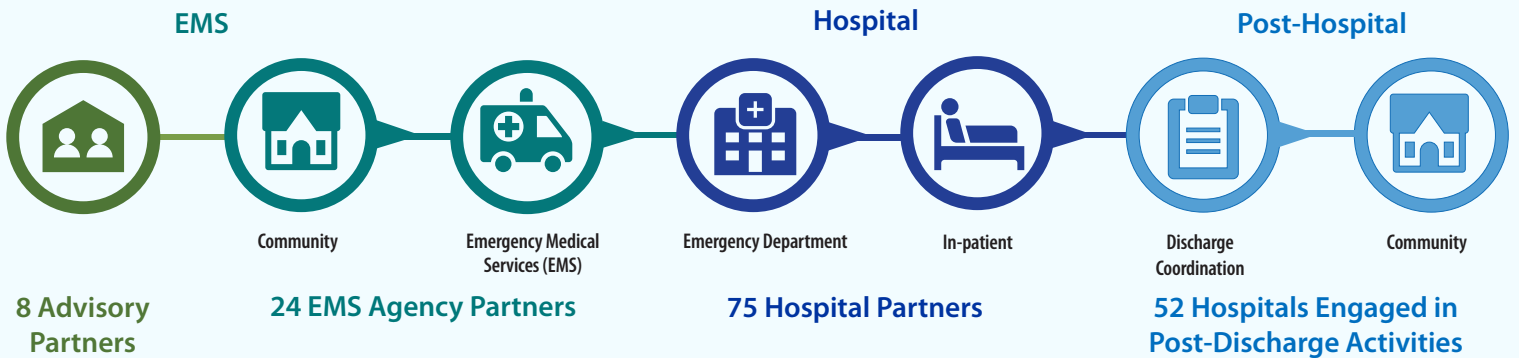 EMS
Hospital
Post-Hospital
Community
Emergency Medical
Services (EMS)
Emergency Department
In-patient
Discharge
Coordination
Community
8 Advisory
Partners
24 EMS Agency Partners
75 Hospital Partners
52 Hospitals Engaged in
Post-Discharge Activities